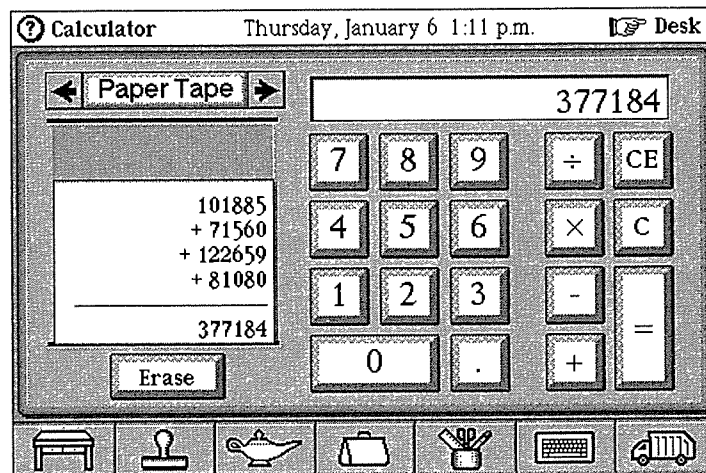 ? Calculator Thursday, January 6 1:11 p.m. Desk
Paper Tape
377184
101885
+ 71560
+ 122659
+ 81080
377184
Erase
7 8 9 ÷ CE
4 5 6 × C
1 2 3 - =
0 . +